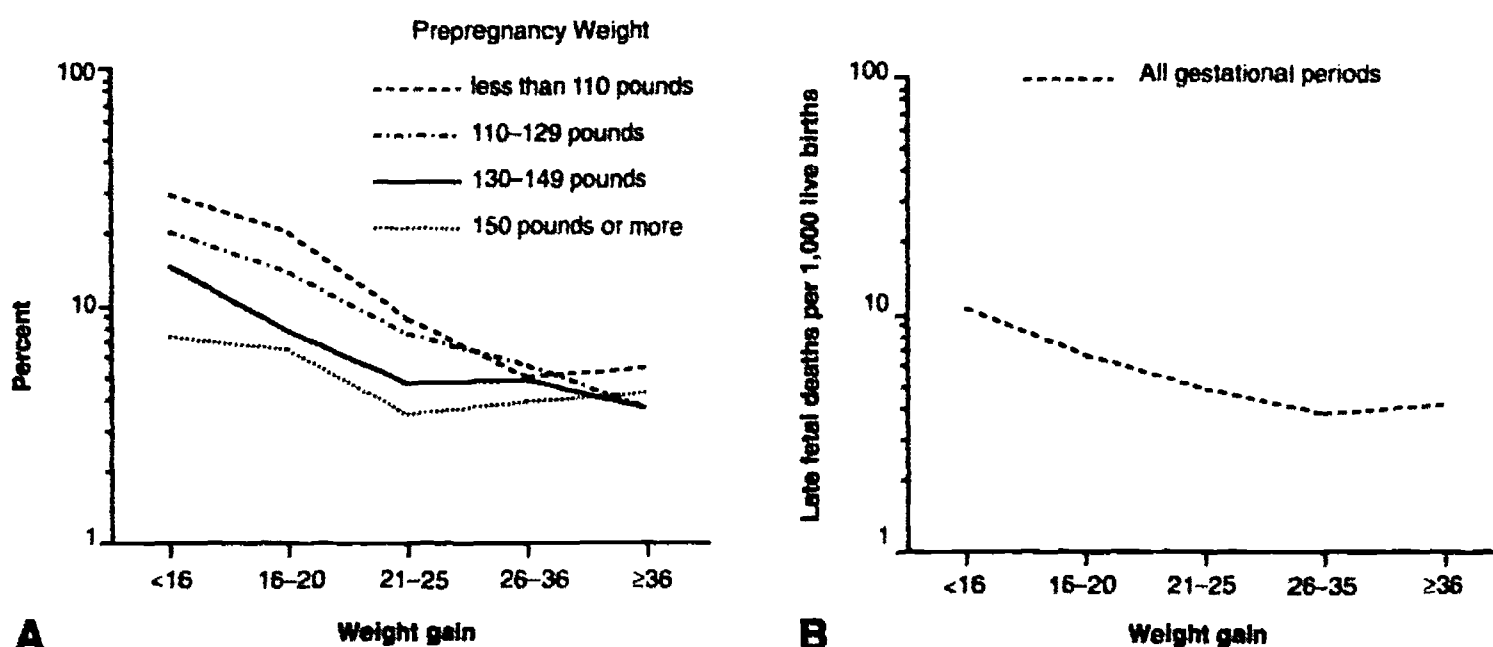 Prepregnancy Weight
less than 110 pounds
110–129 pounds
130–149 pounds
150 pounds or more
Percent
100
10
1
<16
16–20
21–25
26–36
≥36
Weight gain
A
All gestational periods
Late fetal deaths per 1,000 live births
100
10
1
<16
16–20
21–25
26–35
≥36
Weight gain
B